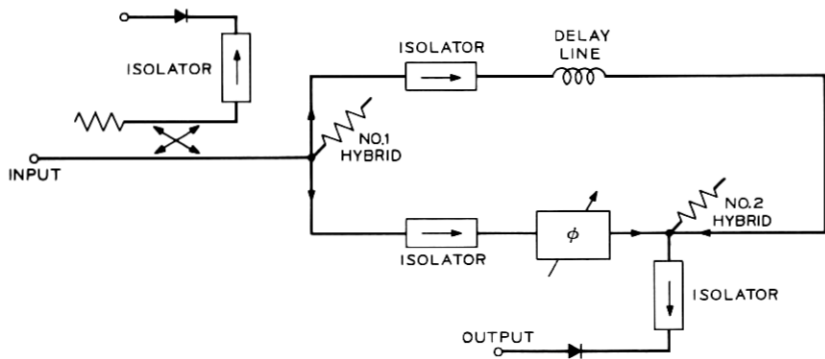 ISOLATOR
ISOLATOR
DELAY
LINE
NO.1
HYBRID
INPUT
NO.2
HYBRID
ϕ
ISOLATOR
ISOLATOR
OUTPUT